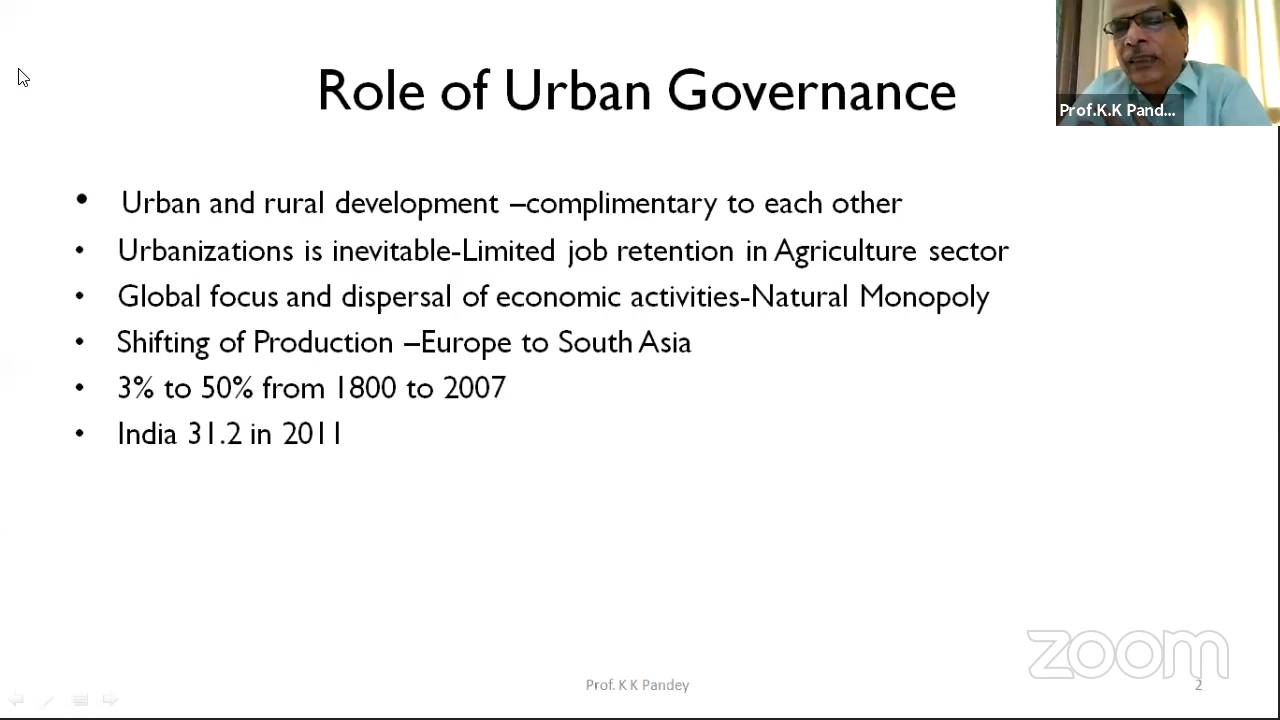 Role of Urban Governance
Prof.K.K Pand...
• Urban and rural development –complimentary to each other
• Urbanizations is inevitable-Limited job retention in Agriculture sector
• Global focus and dispersal of economic activities-Natural Monopoly
• Shifting of Production –Europe to South Asia
• 3% to 50% from 1800 to 2007
• India 31.2 in 2011
zoom
Prof. K K Pandey
2